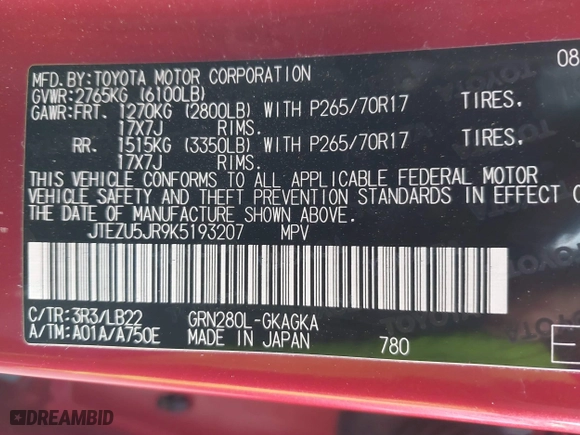 08
MFD.BY:TOYOTA MOTOR CORPORATION
GVWR:2765KG (6100LB)
GAWR:FRT. 1270KG (2800LB) WITH P265/70R17 TIRES.
17X7J RIMS.
RR. 1515KG (3350LB) WITH P265/70R17 TIRES.
17X7J RIMS.
THIS VEHICLE CONFORMS TO ALL APPLICABLE FEDERAL MOTOR
VEHICLE SAFETY AND THEFT PREVENTION STANDARDS IN EFFECT
THE DATE OF MANUFACTURE SHOWN ABOVE.
JTEZU5JR9K5193207 MPV
C/TR:3R3/LB22 GRN280L-GKAGKA
A/TM:A01A/A750E MADE IN JAPAN 780
DREAMBID